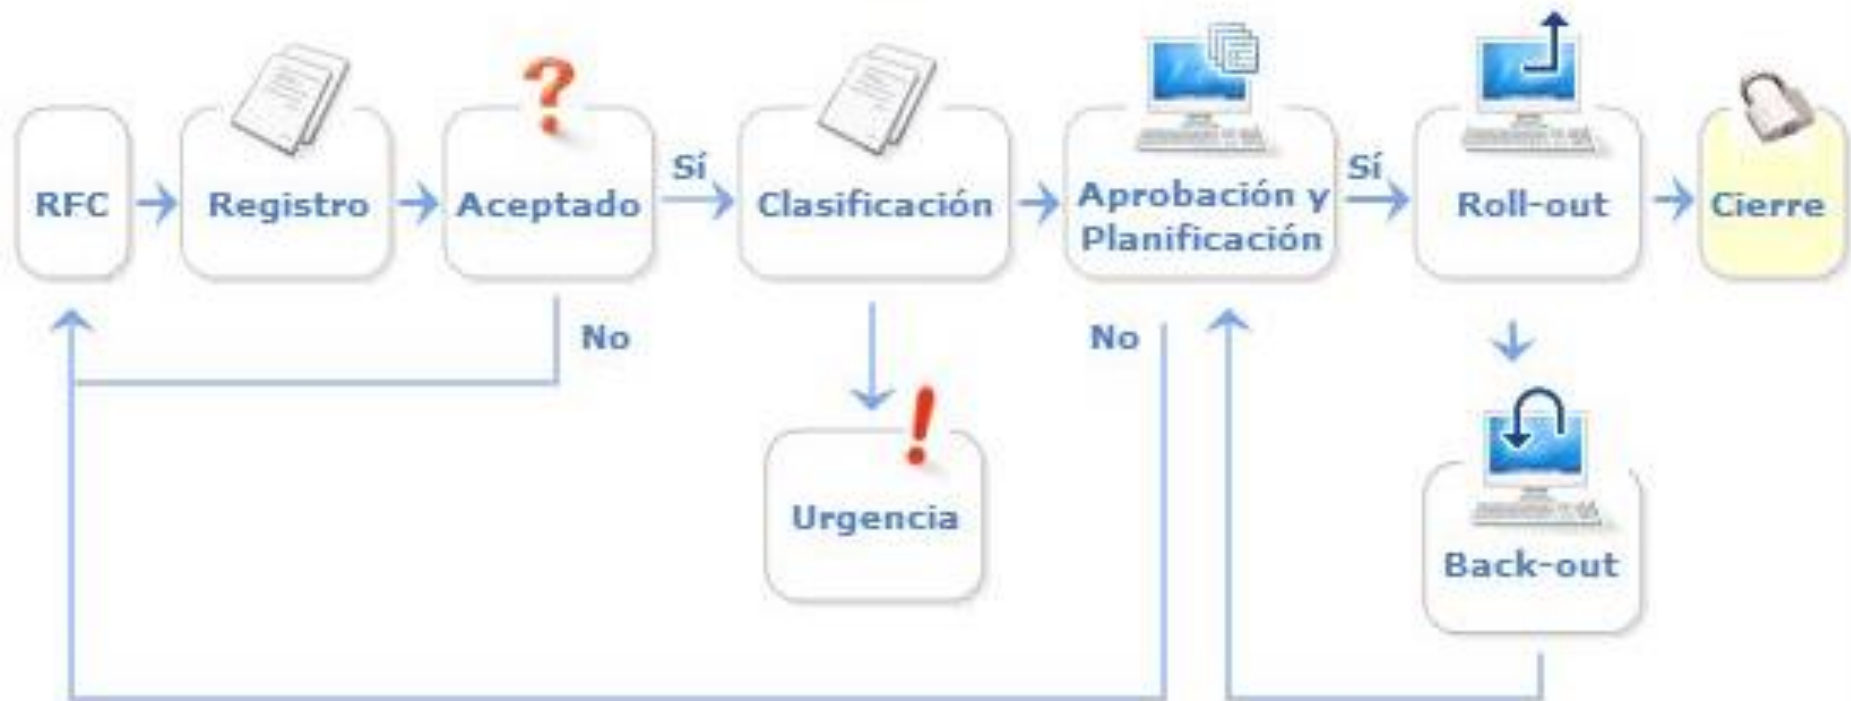 RFC
Registro
Aceptado
Sí
Clasificación
Aprobación y
Planificación
Sí
Roll-out
Cierre
No
No
Urgencia
Back-out